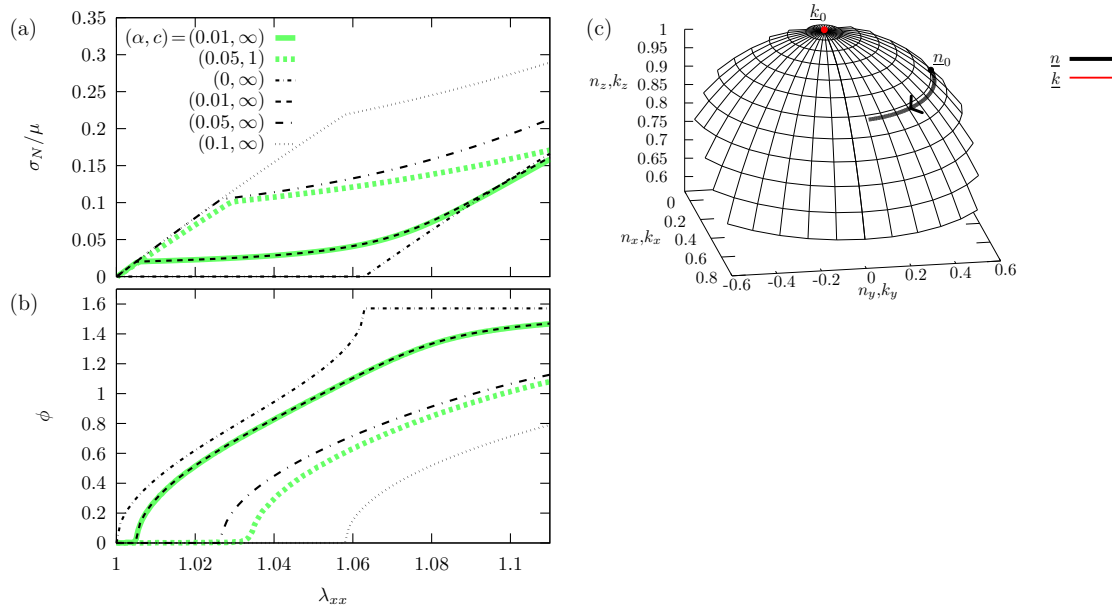 (a)
0.35
0.3
0.25
0.2
0.15
0.1
0.05
0
σ_N/μ
(α, c)=(0.01, ∞)
(0.05, 1)
(0, ∞)
(0.01, ∞)
(0.05, ∞)
(0.1, ∞)
(b)
1.6
1.4
1.2
1
0.8
0.6
0.4
0.2
0
ϕ
1 1.02 1.04 1.06 1.08 1.1
λ_xx
(c)
k_0
n_0
n
k
1
0.95
0.9
0.85
0.8
0.75
0.7
0.65
0.6
n_z,k_z
0
0.2
0.4
0.6
0.8
n_x,k_x
-0.6 -0.4 -0.2 0 0.2 0.4 0.6
n_y,k_y